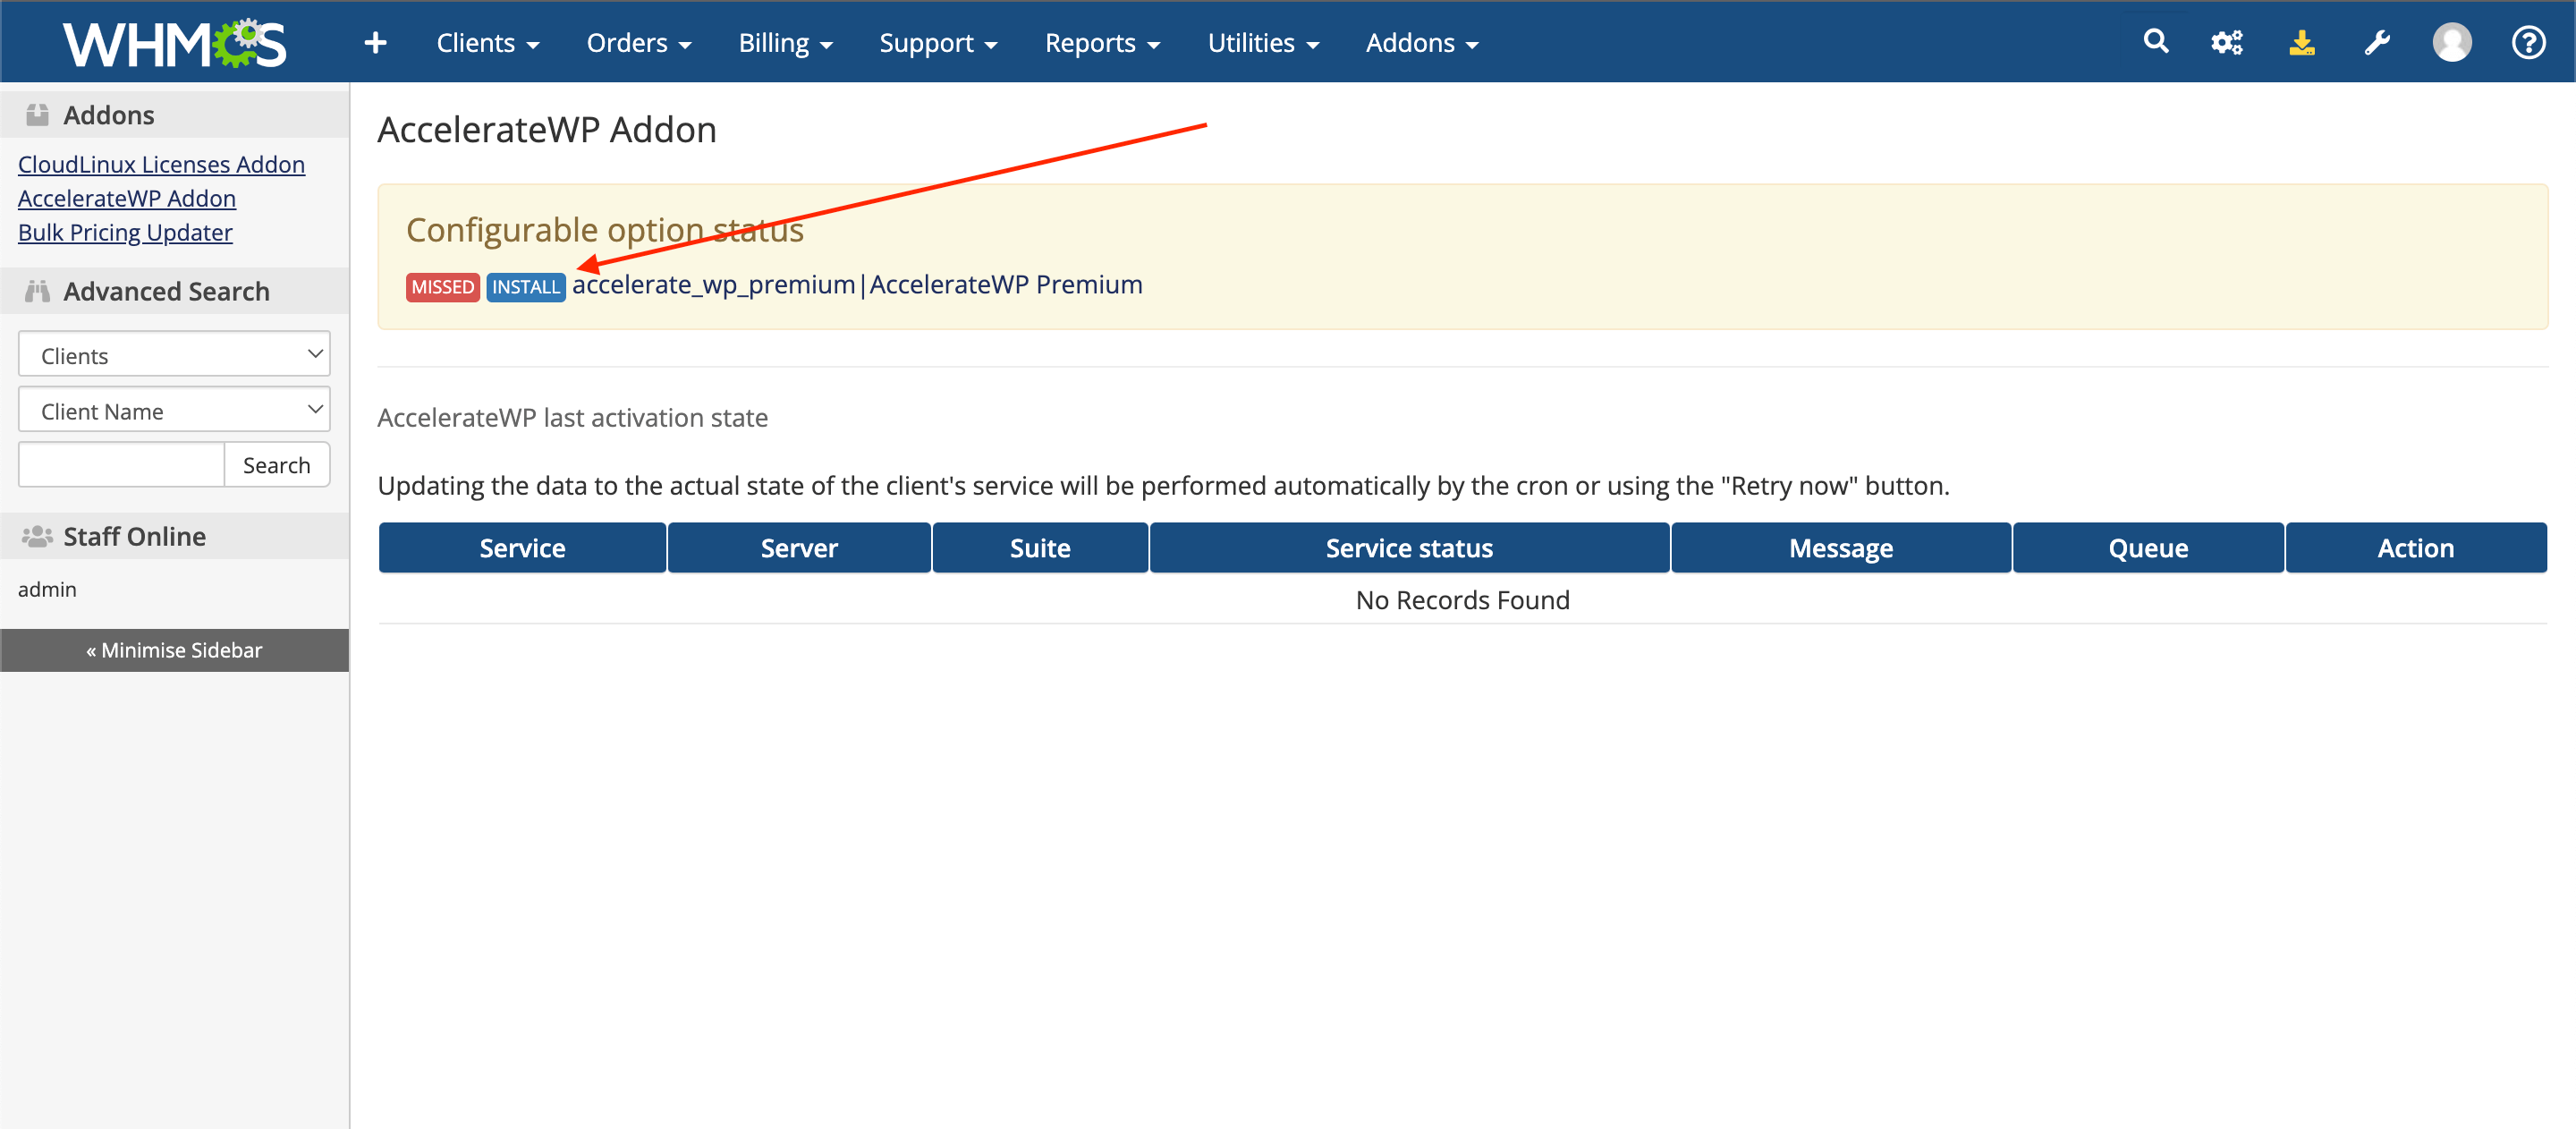 WHMCS
Clients Orders Billing Support Reports Utilities Addons
Addons
CloudLinux Licenses Addon
AccelerateWP Addon
Bulk Pricing Updater
Advanced Search
Clients
Client Name
Search
Staff Online
admin
« Minimise Sidebar
AccelerateWP Addon
Configurable option status
MISSED INSTALL accelerate_wp_premium|AccelerateWP Premium
AccelerateWP last activation state
Updating the data to the actual state of the client's service will be performed automatically by the cron or using the "Retry now" button.
Service Server Suite Service status Message Queue Action
No Records Found